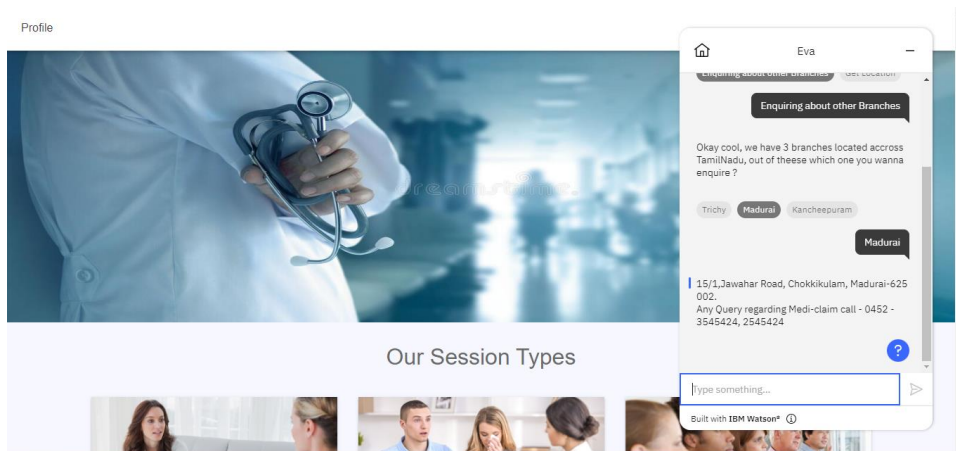 Profile
Eva
Enquiring about other Branches
Get Location
Enquiring about other Branches
Okay cool, we have 3 branches located accross
TamilNadu, out of theese which one you wanna
enquire ?
Trichy
Madurai
Kancheepuram
Madurai
15/1,Jawahar Road, Chokkikulam, Madurai-625
002.
Any Query regarding Medi-claim call - 0452 -
3545424, 2545424
?
Type something...
Built with IBM Watson®
dreamstime.
Our Session Types